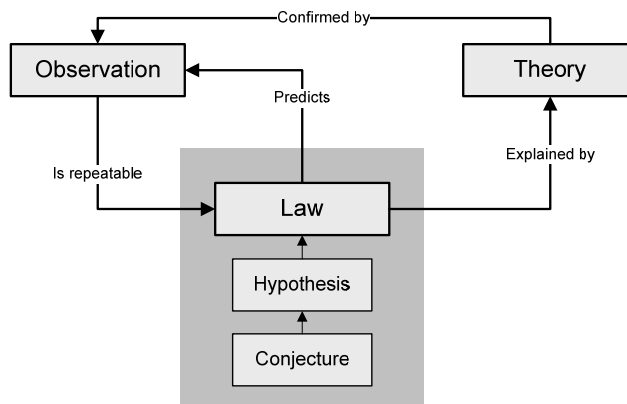 Confirmed by
Observation
Theory
Predicts
Explained by
Is repeatable
Law
Hypothesis
Conjecture